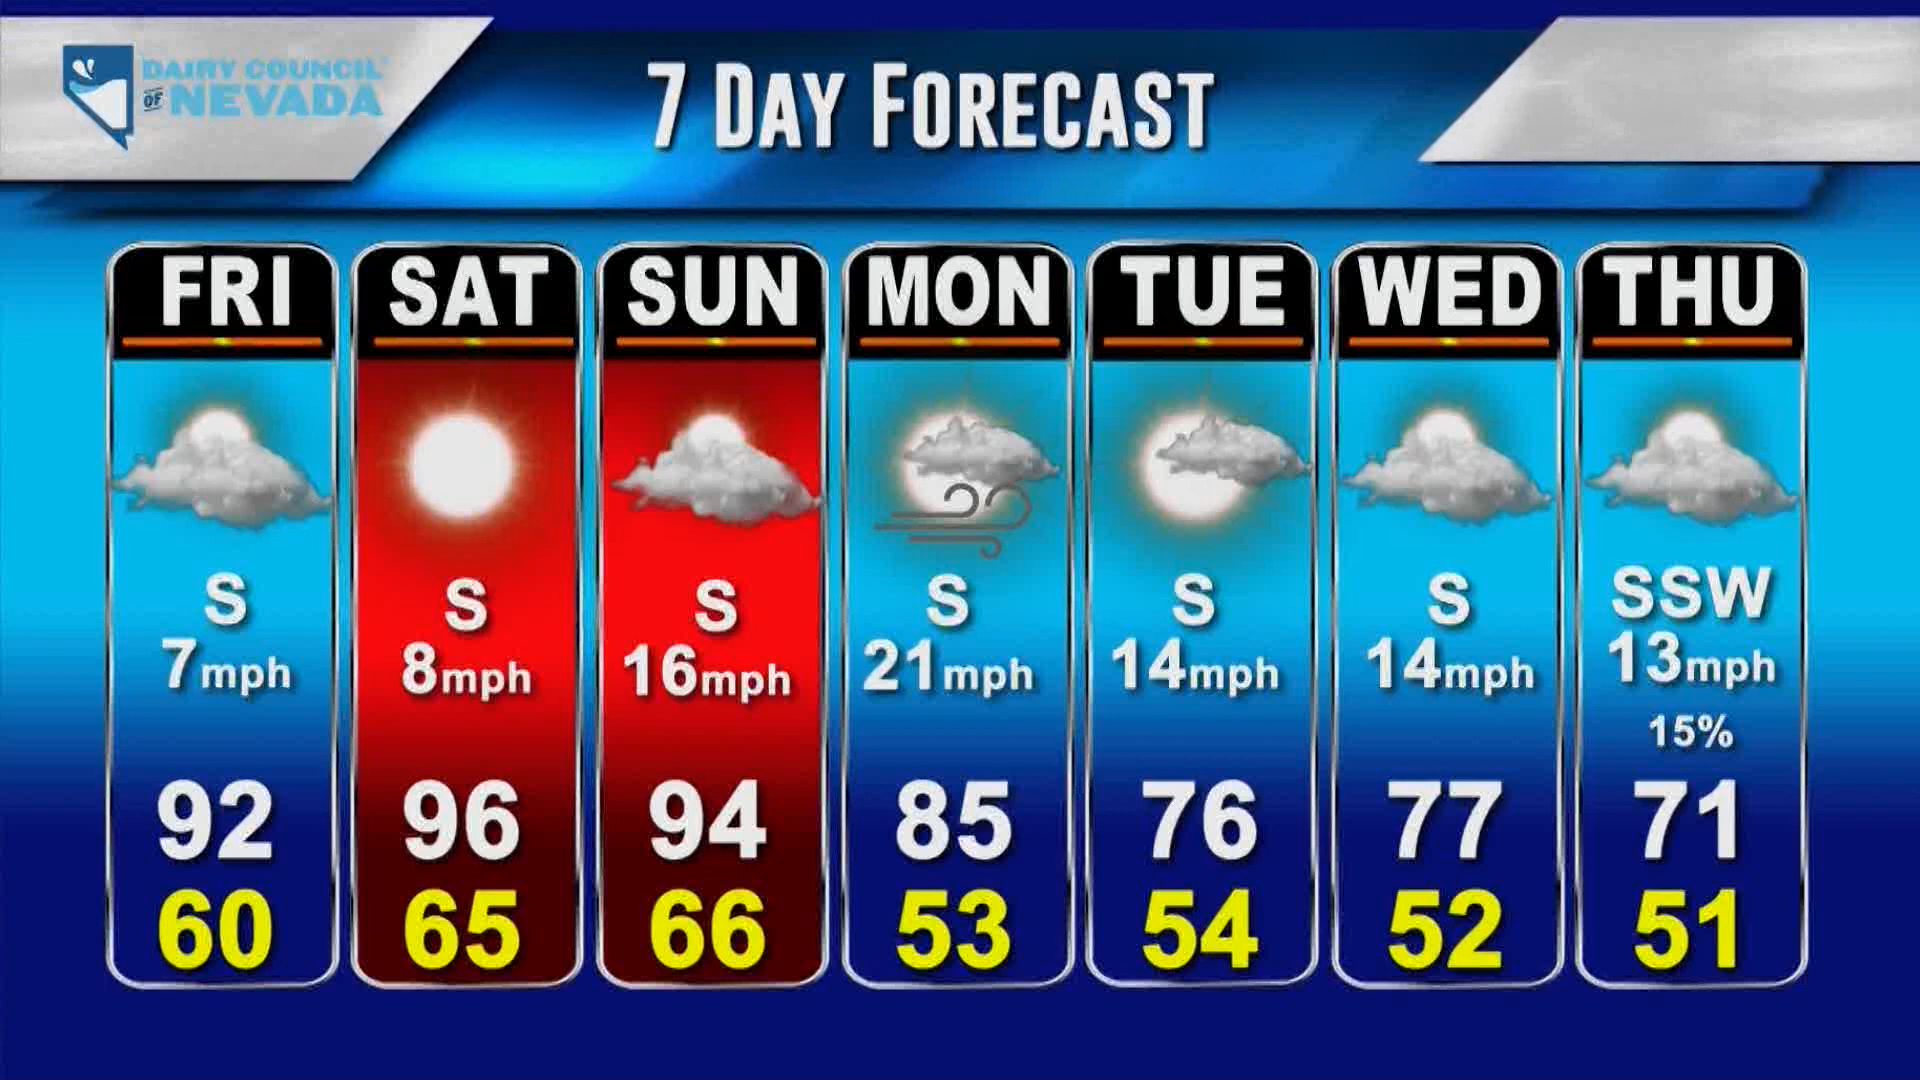 DAIRY COUNCIL
OF NEVADA
7 DAY FORECAST
FRI
S
7mph
92
60
SAT
S
8mph
96
65
SUN
S
16mph
94
66
MON
S
21mph
85
53
TUE
S
14mph
76
54
WED
S
14mph
77
52
THU
SSW
13mph
15%
71
51